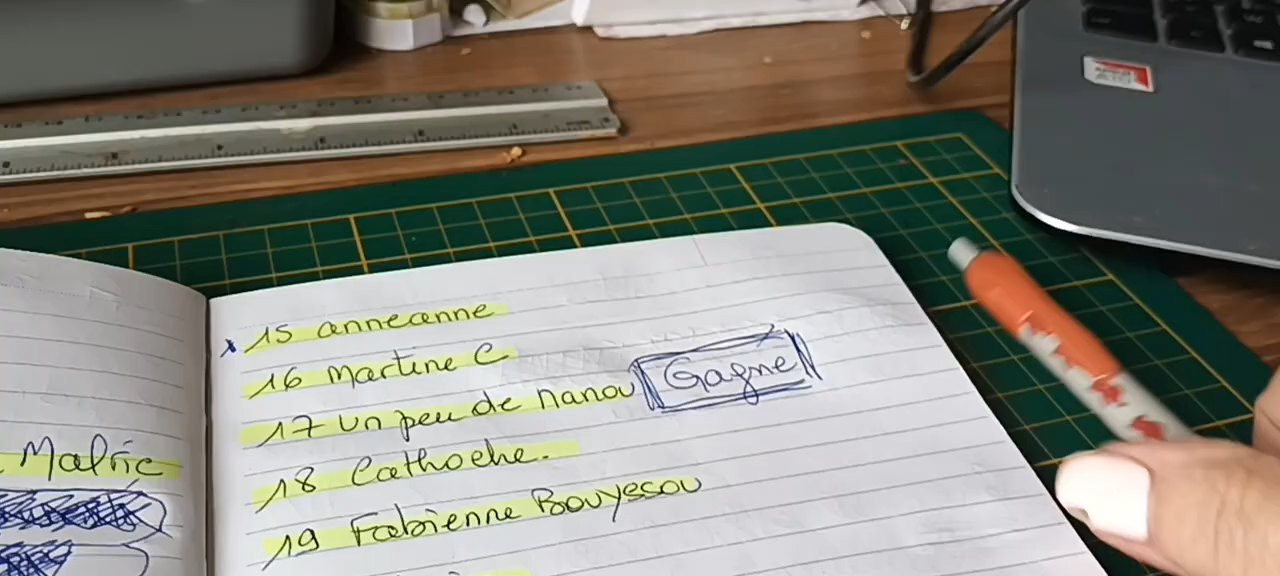 Malric
15 anneanne
16 Martine C
17 un peu de nanou Gagne
18 Cathoche.
19 Fabienne Bouyssou